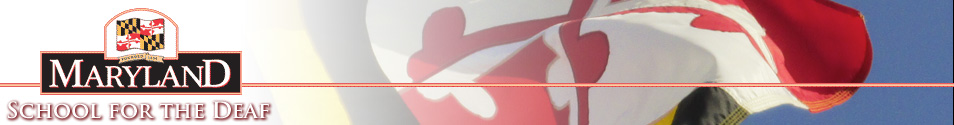 MARYLAND
SCHOOL FOR THE DEAF